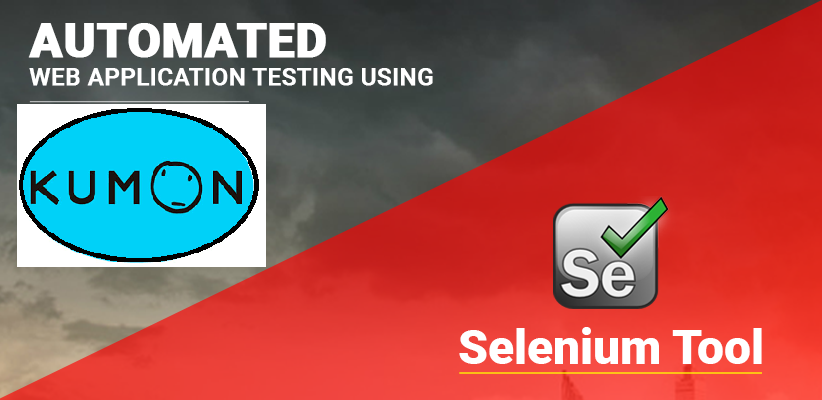 AUTOMATED
WEB APPLICATION TESTING USING
KUMON
Se
Selenium Tool